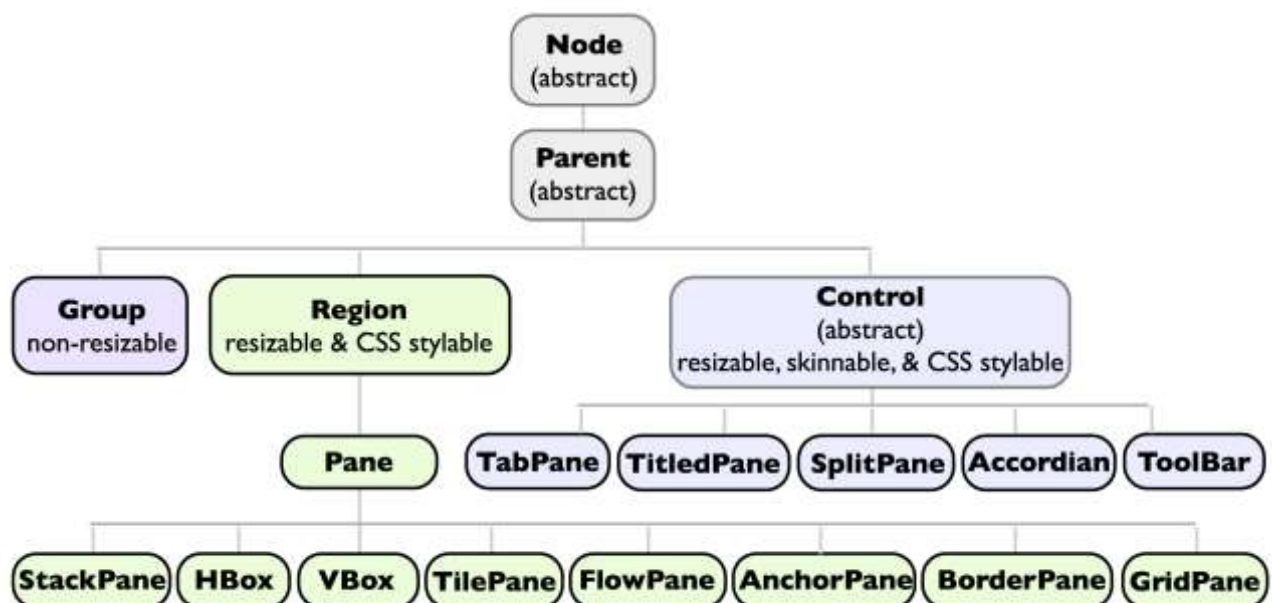 Node
(abstract)
Parent
(abstract)
Group
non-resizable
Region
resizable & CSS stylable
Control
(abstract)
resizable, skinnable, & CSS stylable
Pane
TabPane
TitledPane
SplitPane
Accordian
ToolBar
StackPane
HBox
VBox
TilePane
FlowPane
AnchorPane
BorderPane
GridPane